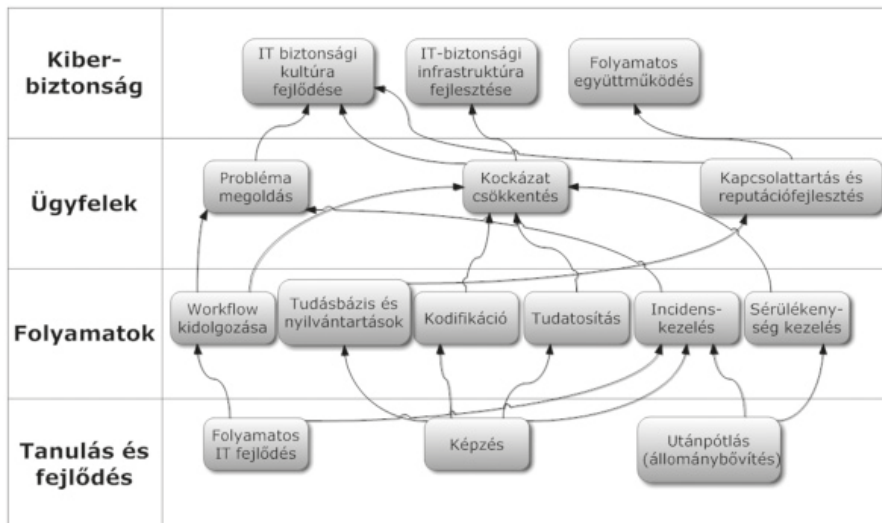 Kiber-
biztonság
IT biztonsági
kultúra
fejlődése
IT-biztonsági
infrastruktúra
fejlesztése
Folyamatos
együttműködés
Ügyfelek
Probléma
megoldás
Kockázat
csökkentés
Kapcsolattartás és
reputációfejlesztés
Folyamatok
Workflow
kidolgozása
Tudásbázis és
nyilvántartások
Kodifikáció
Tudatosítás
Incidens-
kezelés
Sérülékeny-
ség kezelés
Tanulás és
fejlődés
Folyamatos
IT fejlődés
Képzés
Utánpótlás
(állománybővítés)